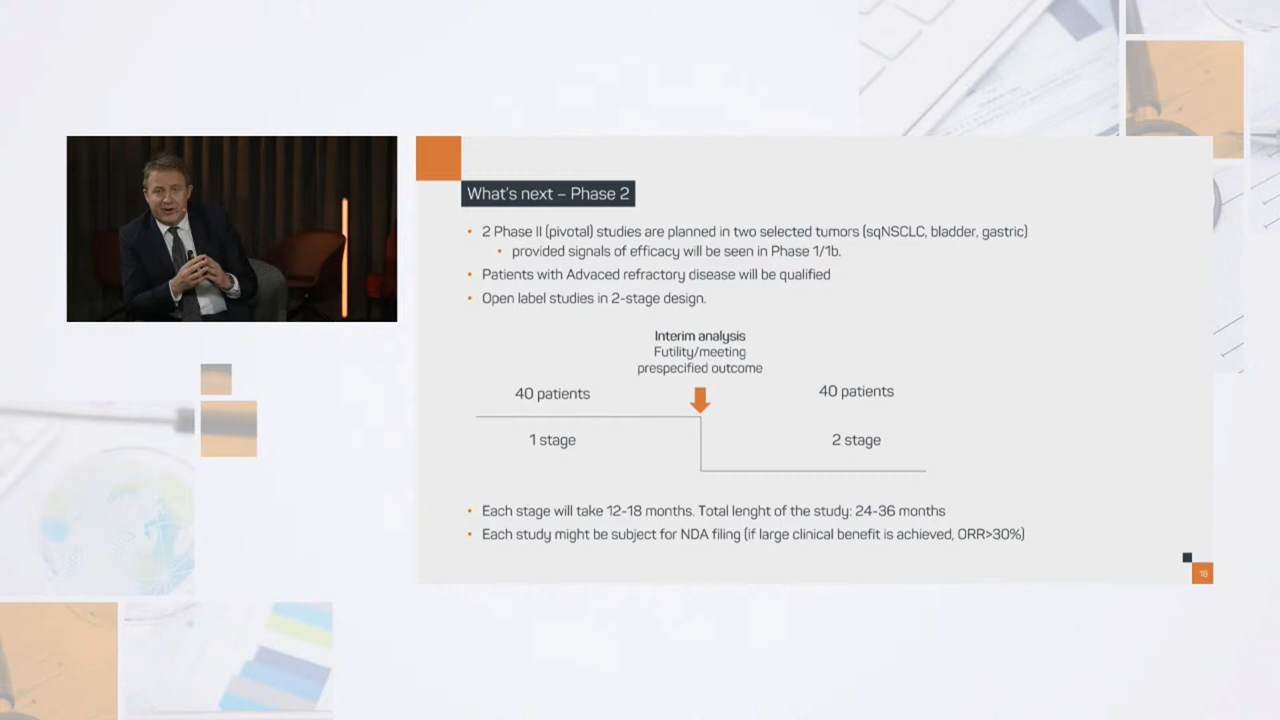 What's next – Phase 2
• 2 Phase II (pivotal) studies are planned in two selected tumors (sqNSCLC, bladder, gastric)
• provided signals of efficacy will be seen in Phase 1/1b.
• Patients with Advaced refractory disease will be qualified
• Open label studies in 2-stage design.
Interim analysis
Futility/meeting
prespecified outcome
40 patients
40 patients
1 stage
2 stage
• Each stage will take 12-18 months. Total lenght of the study: 24-36 months
• Each study might be subject for NDA filing (if large clinical benefit is achieved, ORR>30%)
18